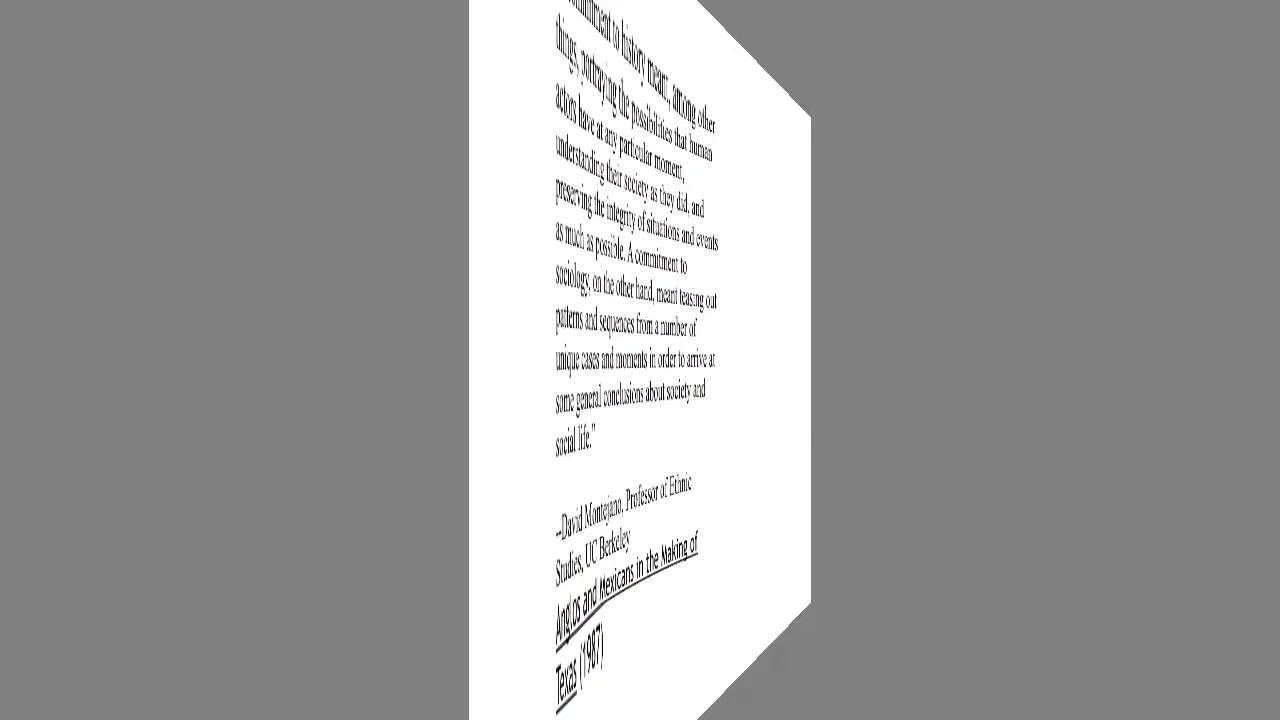 commitment to history meant, among other
things, portraying the possibilities that human
actors have at any particular moment,
understanding their society as they did, and
preserving the integrity of situations and events
as much as possible. A commitment to
sociology, on the other hand, meant teasing out
patterns and sequences from a number of
unique cases and moments in order to arrive at
some general conclusions about society and
social life."
--David Montejano, Professor of Ethnic
Studies, UC Berkeley
Anglos and Mexicans in the Making of
Texas (1987)